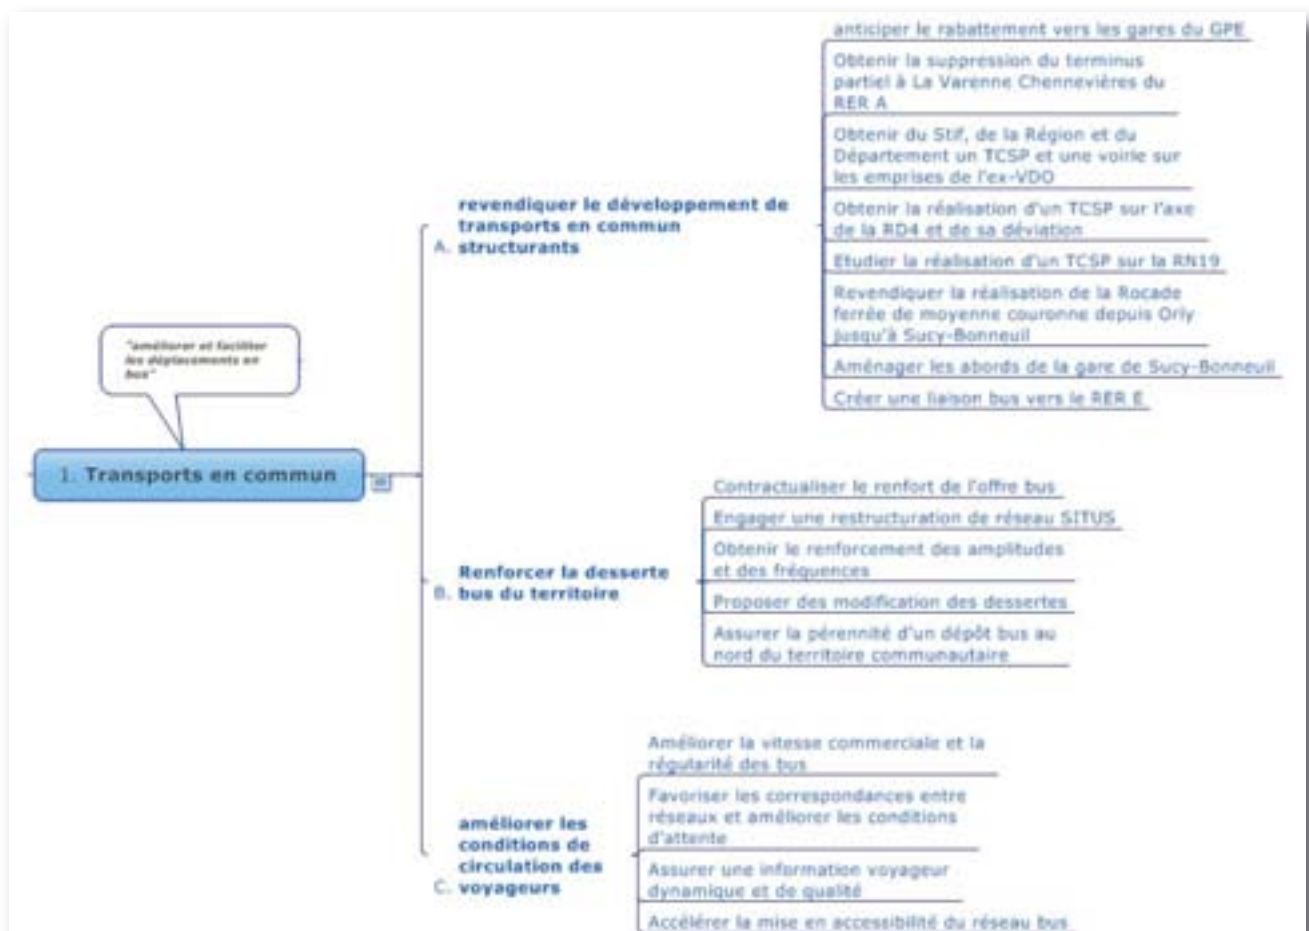 "améliorer et faciliter
les déplacements en
bus"
1. Transports en commun
A. revendiquer le développement de
transports en commun
structurants
anticiper le rabattement vers les gares du GPE
Obtenir la suppression du terminus
partiel à La Varenne Chennevières du
RER A
Obtenir du Stif, de la Région et du
Département un TCSP et une voirie sur
les emprises de l'ex-VDO
Obtenir la réalisation d'un TCSP sur l'axe
de la RD4 et de sa déviation
Etudier la réalisation d'un TCSP sur la RN19
Revendiquer la réalisation de la Rocade
ferrée de moyenne couronne depuis Orly
jusqu'à Sucy-Bonneuil
Aménager les abords de la gare de Sucy-Bonneuil
Créer une liaison bus vers le RER E
B. Renforcer la desserte
bus du territoire
Contractualiser le renfort de l'offre bus
Engager une restructuration de réseau SITUS
Obtenir le renforcement des amplitudes
et des fréquences
Proposer des modification des dessertes
Assurer la pérennité d'un dépôt bus au
nord du territoire communautaire
C. améliorer les
conditions de
circulation des
voyageurs
Améliorer la vitesse commerciale et la
régularité des bus
Favoriser les correspondances entre
réseaux et améliorer les conditions
d'attente
Assurer une information voyageur
dynamique et de qualité
Accélérer la mise en accessibilité du réseau bus